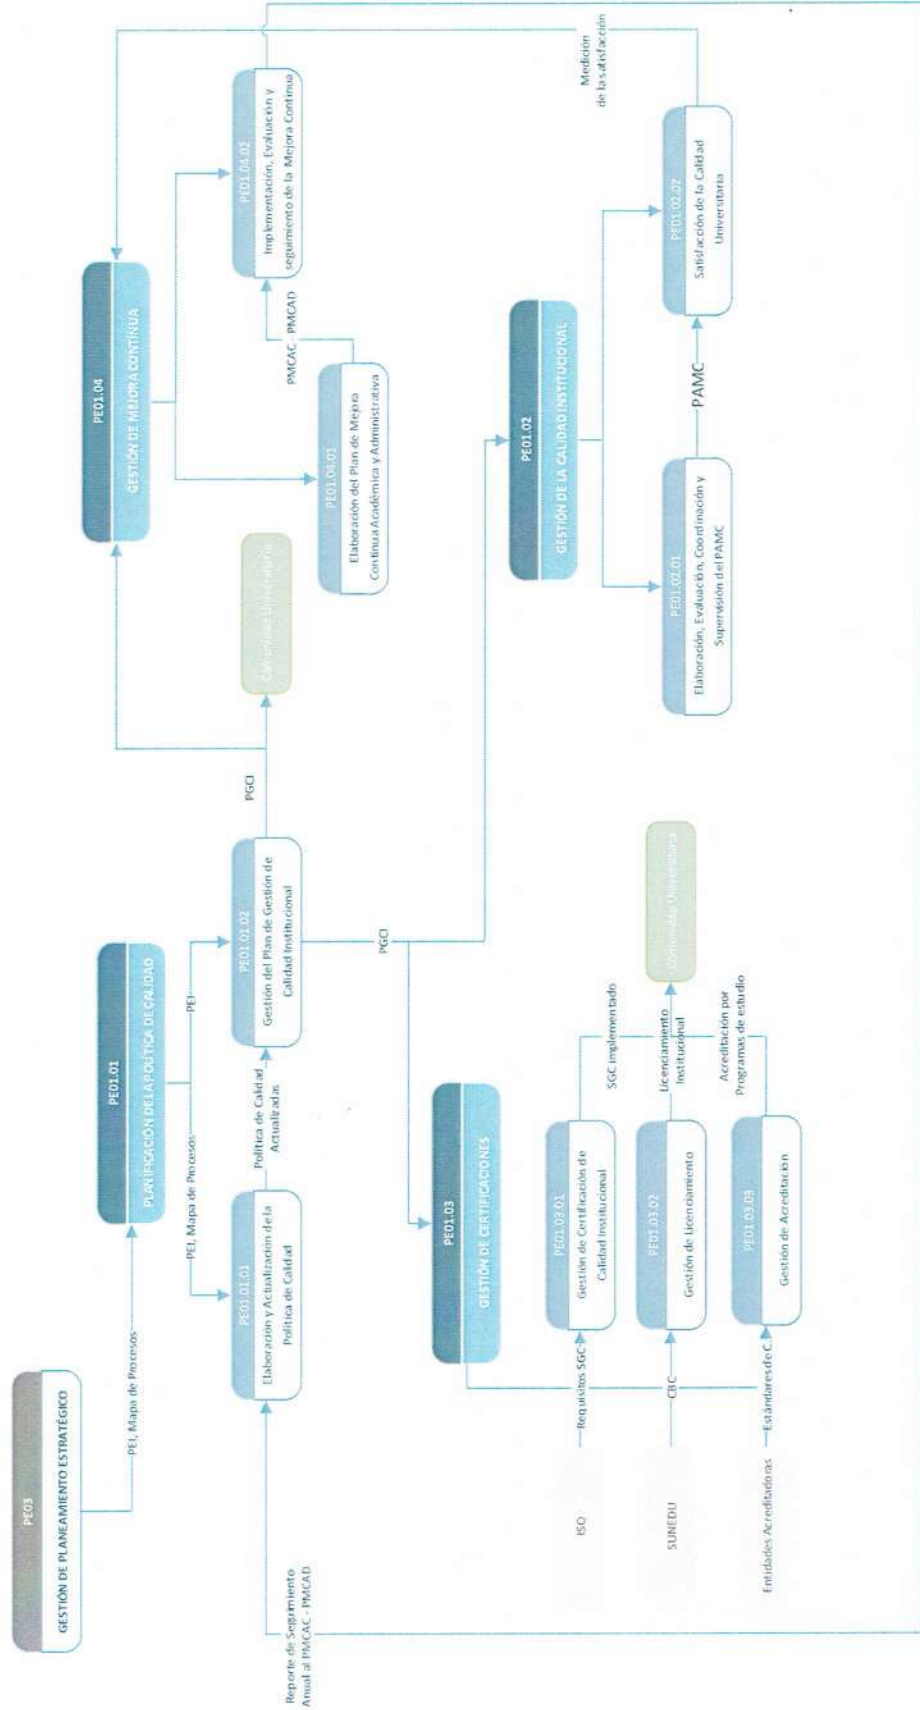 PE03
GESTIÓN DE PLANEAMIENTO ESTRATÉGICO
PEI, Mapa de Procesos
PE01.01
PLANIFICACIÓN DE LA POLÍTICA DE CALIDAD
PEI, Mapa de Procesos
PEI
Reporte de Seguimiento
Anual al PMCAC - PMCAD
PE01.01.01
Elaboración y Actualización de la
Política de Calidad
Política de Calidad
Actualizadas
PE01.01.02
Gestión del Plan de Gestión de
Calidad Institucional
PGCI
Comunidad Universitaria
PE01.04
GESTIÓN DE MEJORA CONTINUA
PE01.04.01
Elaboración del Plan de Mejora
Continua Académica y Administrativa
PMCAC - PMCAD
PE01.04.02
Implementación, Evaluación y
seguimiento de la Mejora Continua
PGCI
PE01.03
GESTIÓN DE CERTIFICACIONES
ISO
Requisitos SGC
PE01.03.01
Gestión de Certificación de
Calidad Institucional
SGC implementado
SUNEDU
CBC
PE01.03.02
Gestión de Licenciamiento
Licenciamiento
Institucional
Comunidad Universitaria
Entidades Acreditadoras
Estándares de C.
PE01.03.03
Gestión de Acreditación
Acreditación por
Programas de estudio
PE01.02
GESTIÓN DE LA CALIDAD INSTITUCIONAL
PE01.02.01
Elaboración, Evaluación, Coordinación y
Supervisión del PAMC
PAMC
PE01.02.02
Satisfacción de la Calidad
Universitaria
Medición
de la satisfacción